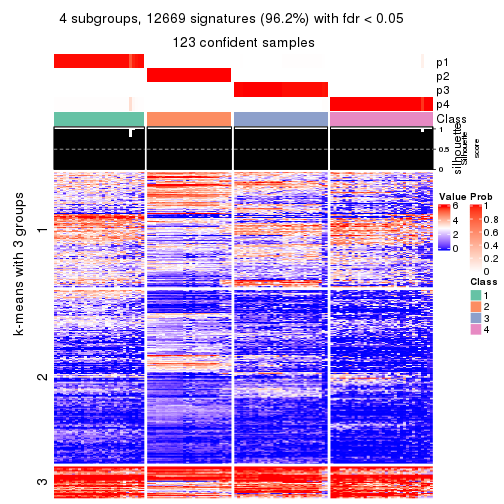 4 subgroups, 12669 signatures (96.2%) with fdr < 0.05
123 confident samples
p1
p2
p3
p4
Class
1
0.5
0
silhouette
Silhouette
score
k-means with 3 groups
1
2
3
Value
6
4
2
0
Prob
1
0.8
0.6
0.4
0.2
0
Class
1
2
3
4